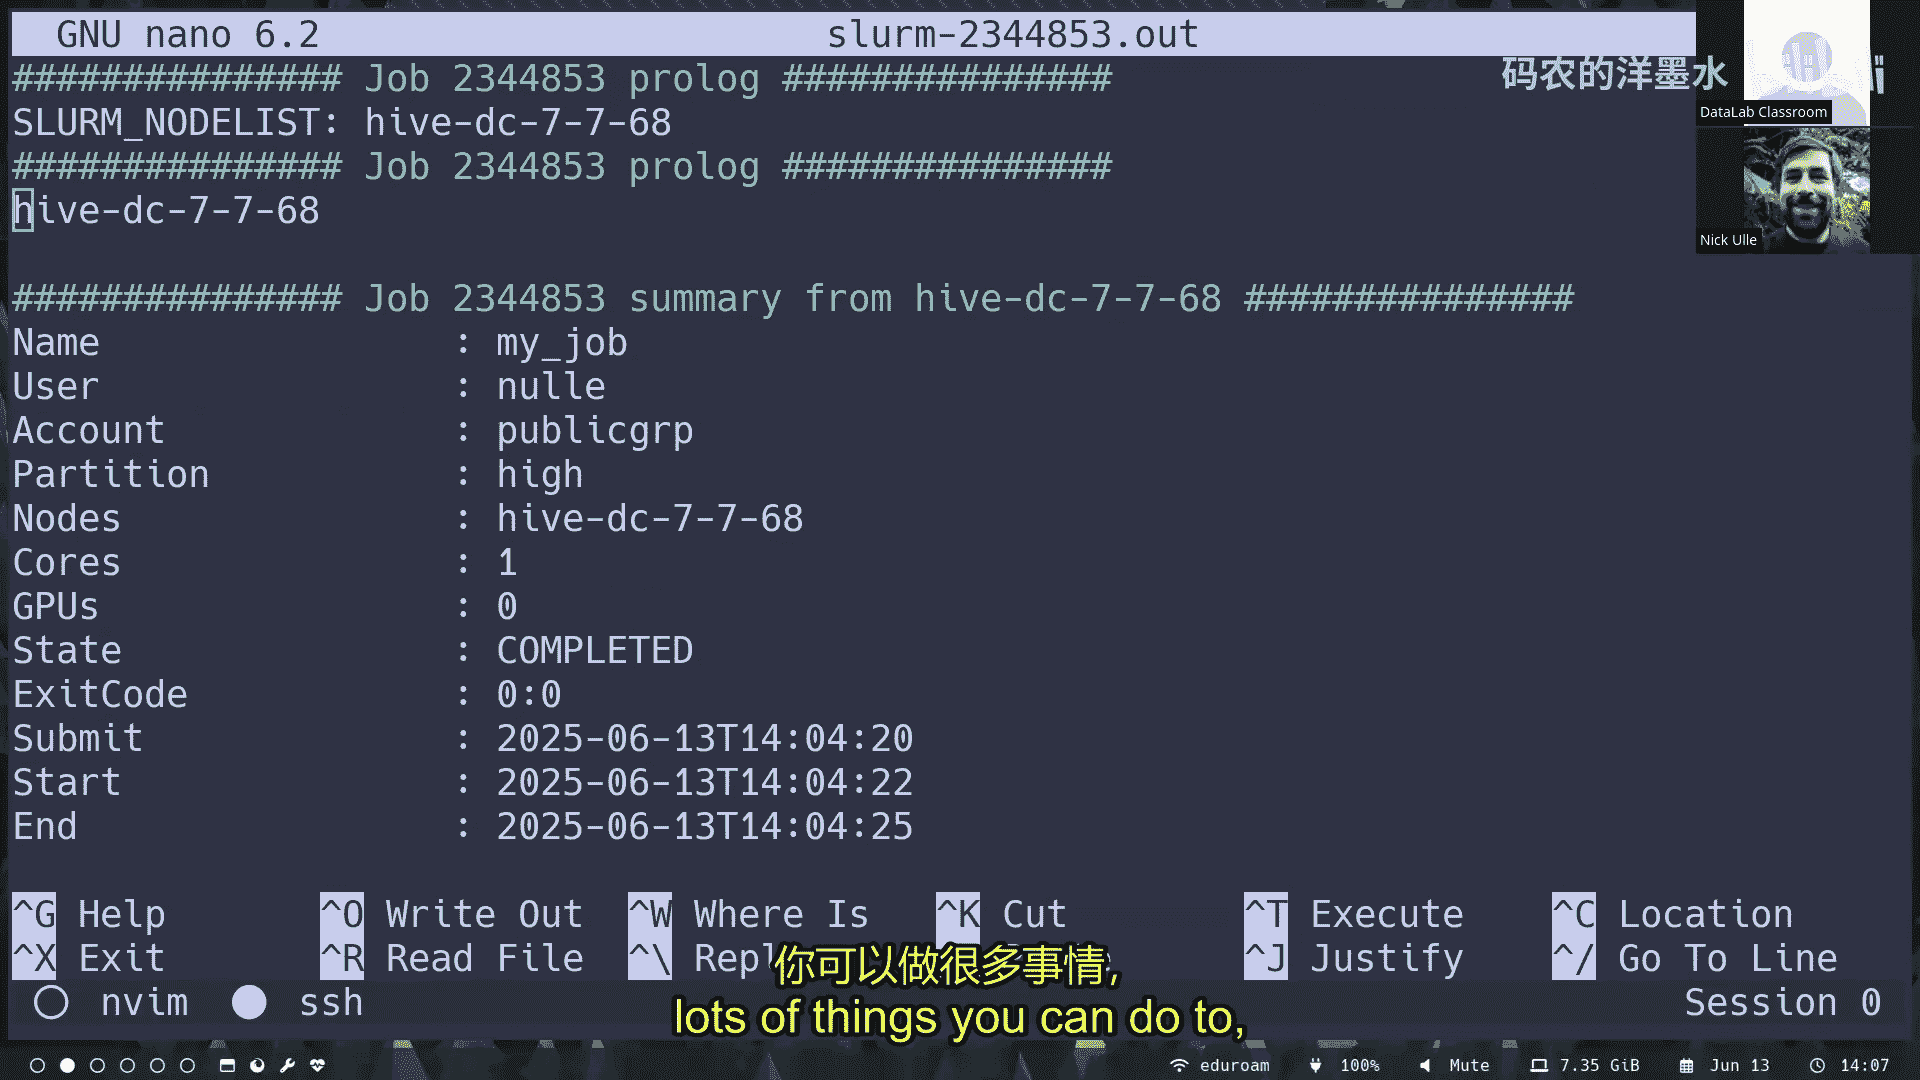 GNU nano 6.2 slurm-2344853.out
############### Job 2344853 prolog ###############
SLURM_NODELIST: hive-dc-7-7-68
############### Job 2344853 prolog ###############
hive-dc-7-7-68
############### Job 2344853 summary from hive-dc-7-7-68 ###############
Name : my_job
User : nulle
Account : publicgrp
Partition : high
Nodes : hive-dc-7-7-68
Cores : 1
GPUs : 0
State : COMPLETED
ExitCode : 0:0
Submit : 2025-06-13T14:04:20
Start : 2025-06-13T14:04:22
End : 2025-06-13T14:04:25
^G Help ^O Write Out ^W Where Is ^K Cut ^T Execute ^C Location
^X Exit ^R Read File ^\ ^J Justify ^/ Go To Line
你可以做很多事情,
lots of things you can do to,
nvim ssh Session 0
eduroam 100% Mute 7.35 GiB Jun 13 14:07
码农的洋墨水
DataLab Classroom
Nick Ulle